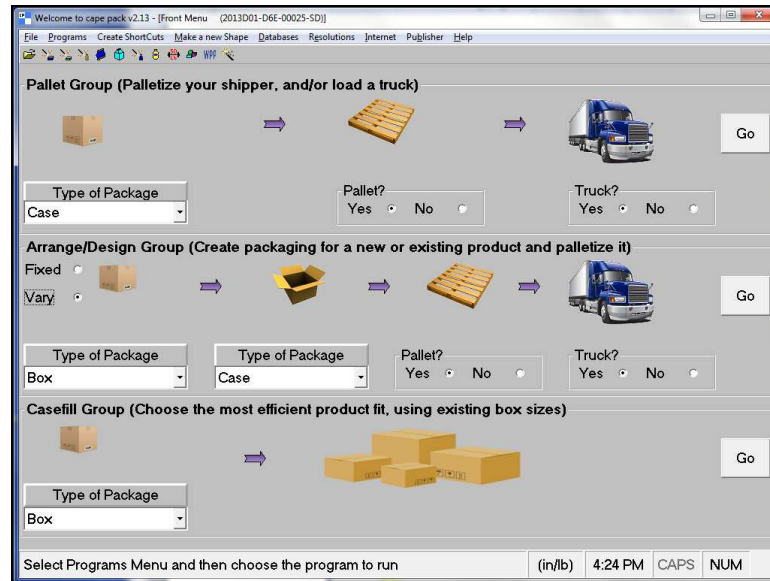 Welcome to cape pack v2.13 - [Front Menu (2013D01-D6E-00025-SD)]
File Programs Create ShortCuts Make a new Shape Databases Resolutions Internet Publisher Help
WPP
Pallet Group (Palletize your shipper, and/or load a truck)
Go
Type of Package
Case
Pallet?
Yes No
Truck?
Yes No
Arrange/Design Group (Create packaging for a new or existing product and palletize it)
Fixed
Vary
Go
Type of Package
Box
Type of Package
Case
Pallet?
Yes No
Truck?
Yes No
Casefill Group (Choose the most efficient product fit, using existing box sizes)
Go
Type of Package
Box
Select Programs Menu and then choose the program to run (in/lb) 4:24 PM CAPS NUM